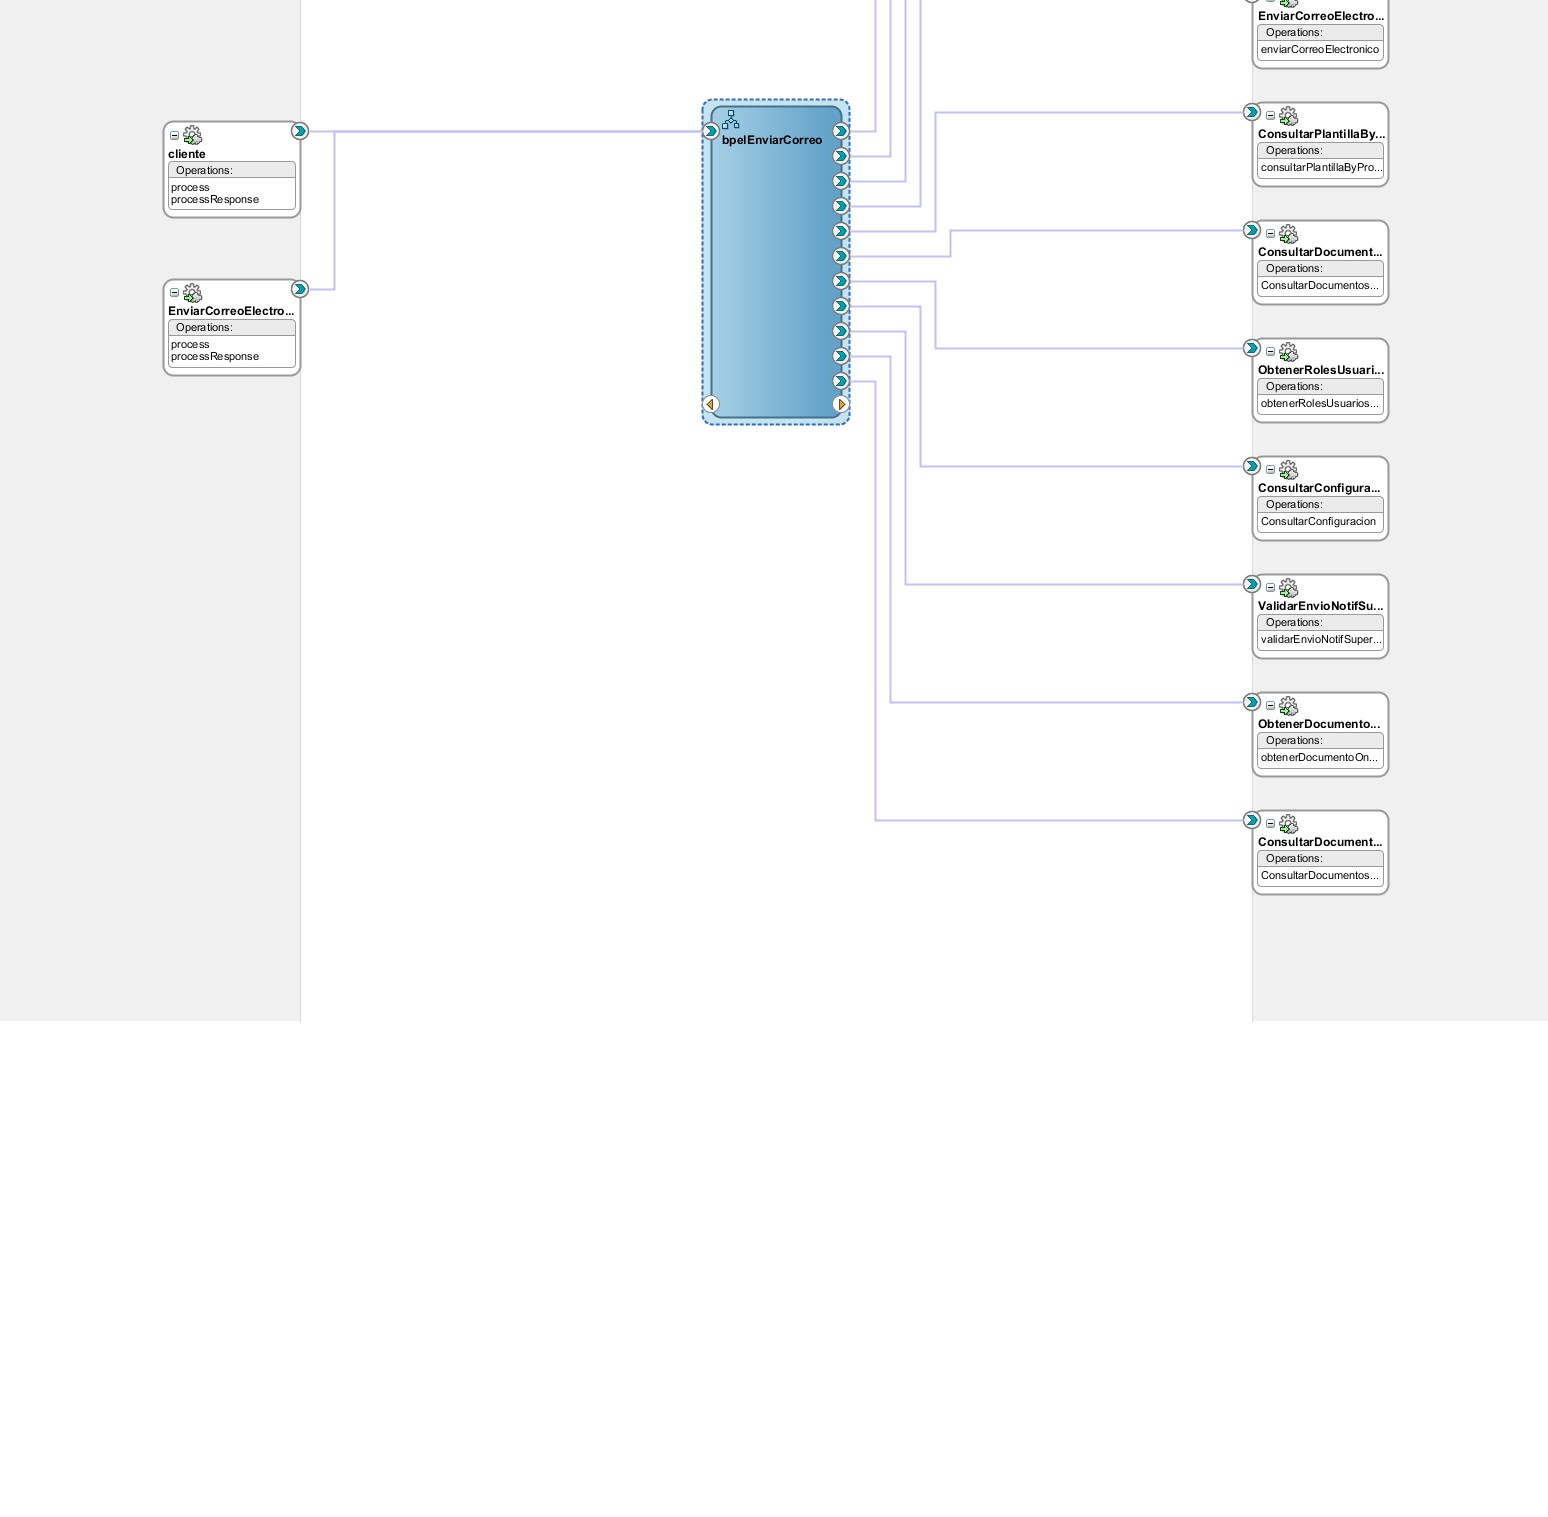 cliente
Operations:
process
processResponse
EnviarCorreoElectro...
Operations:
process
processResponse
bpelEnviarCorreo
EnviarCorreoElectro...
Operations:
enviarCorreoElectronico
ConsultarPlantillaBy...
Operations:
consultarPlantillaByPro...
ConsultarDocument...
Operations:
ConsultarDocumentos...
ObtenerRolesUsuari...
Operations:
obtenerRolesUsuarios...
ConsultarConfigura...
Operations:
ConsultarConfiguracion
ValidarEnvioNotifSu...
Operations:
validarEnvioNotifSuper...
ObtenerDocumento...
Operations:
obtenerDocumentoOn...
ConsultarDocument...
Operations:
ConsultarDocumentos...